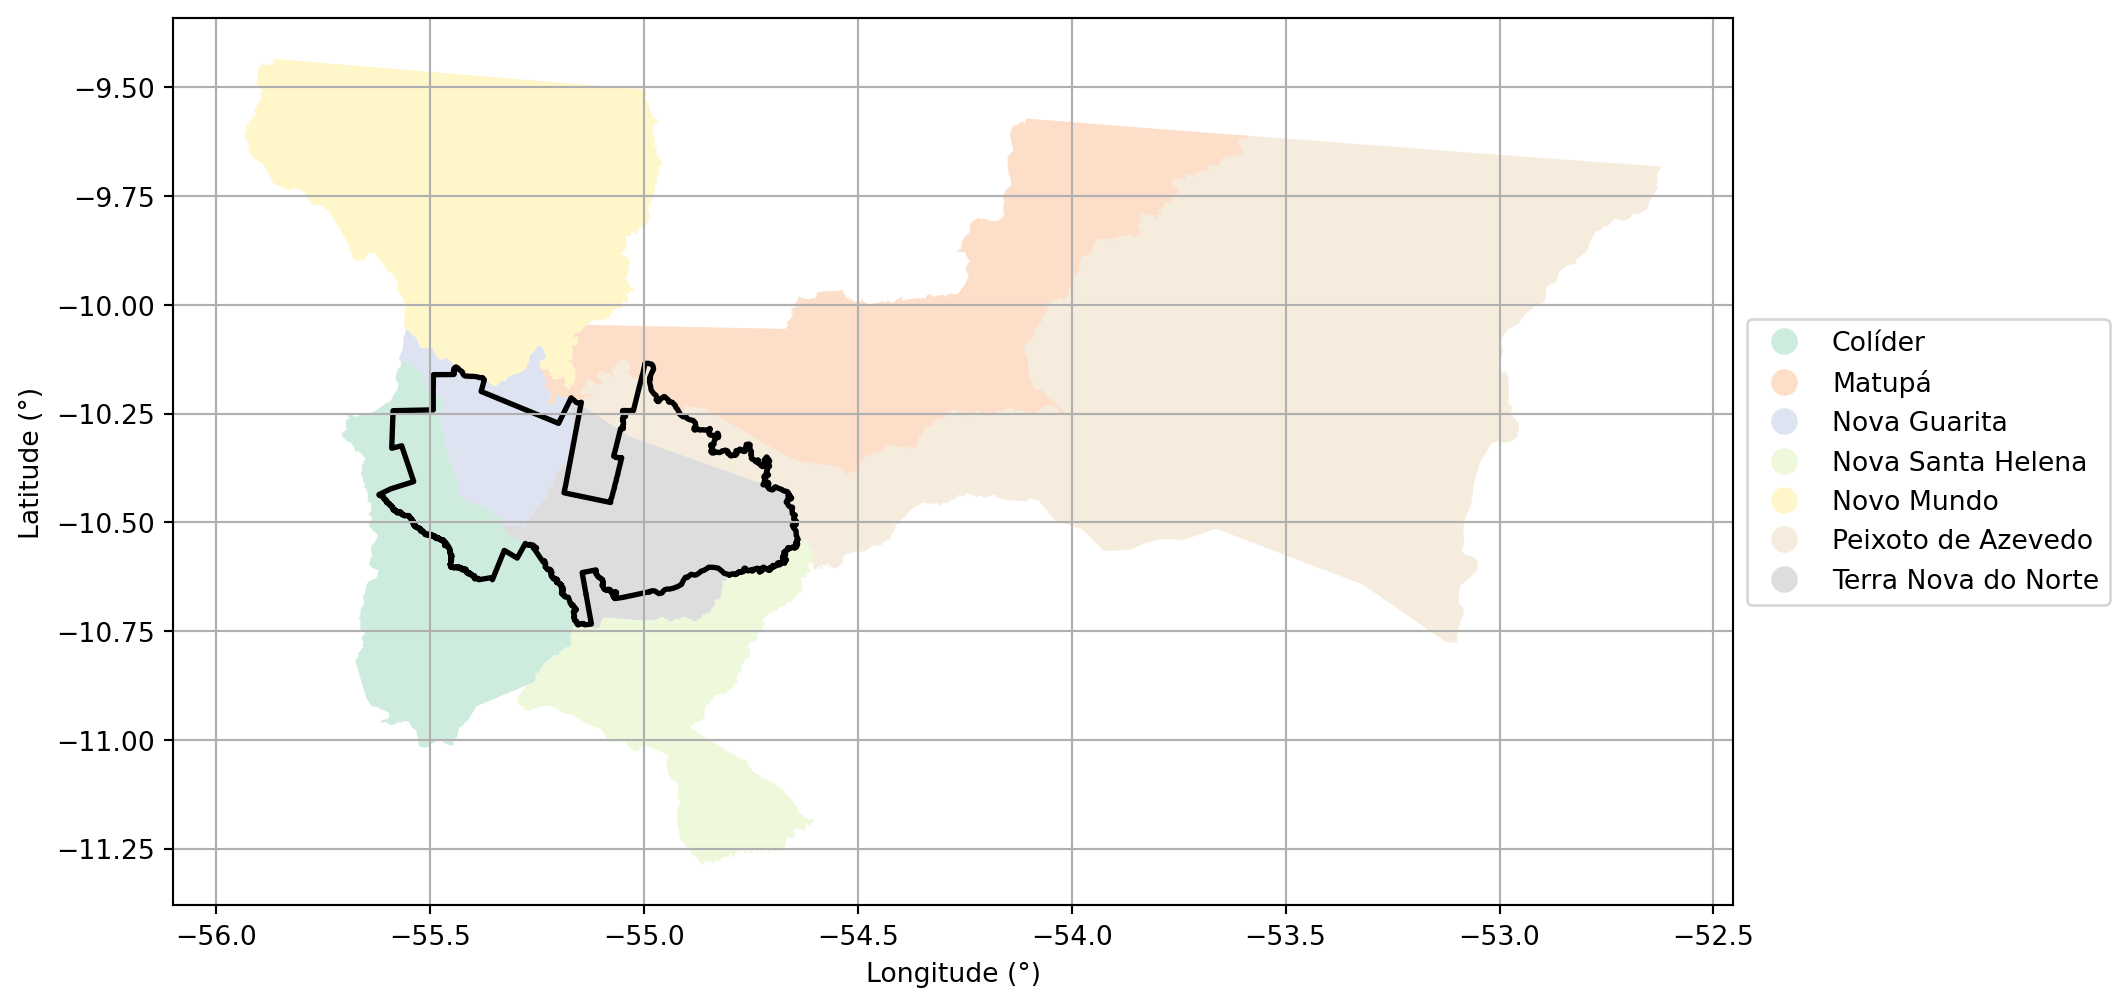 −9.50
−9.75
−10.00
−10.25
−10.50
−10.75
−11.00
−11.25
Latitude (°)
−56.0 −55.5 −55.0 −54.5 −54.0 −53.5 −53.0 −52.5
Longitude (°)
Colíder
Matupá
Nova Guarita
Nova Santa Helena
Novo Mundo
Peixoto de Azevedo
Terra Nova do Norte